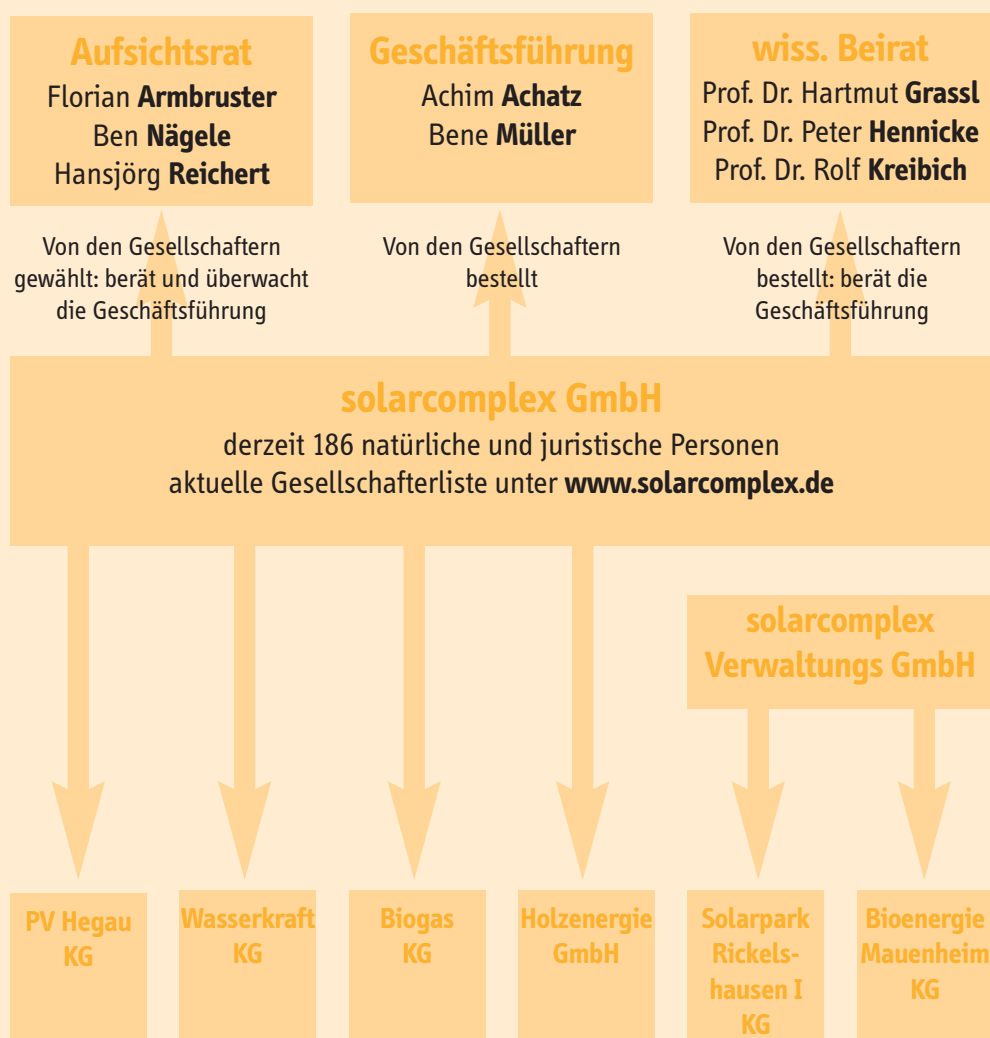 Aufsichtsrat
Florian Armbruster
Ben Nägele
Hansjörg Reichert
Geschäftsführung
Achim Achatz
Bene Müller
wiss. Beirat
Prof. Dr. Hartmut Grassl
Prof. Dr. Peter Hennicke
Prof. Dr. Rolf Kreibich
Von den Gesellschaftern
gewählt: berät und überwacht
die Geschäftsführung
Von den Gesellschaftern
bestellt
Von den Gesellschaftern
bestellt: berät die
Geschäftsführung
solarcomplex GmbH
derzeit 186 natürliche und juristische Personen
aktuelle Gesellschafterliste unter www.solarcomplex.de
solarcomplex
Verwaltungs GmbH
PV Hegau
KG
Wasserkraft
KG
Biogas
KG
Holzenergie
GmbH
Solarpark
Rickels-
hausen I
KG
Bioenergie
Mauenheim
KG